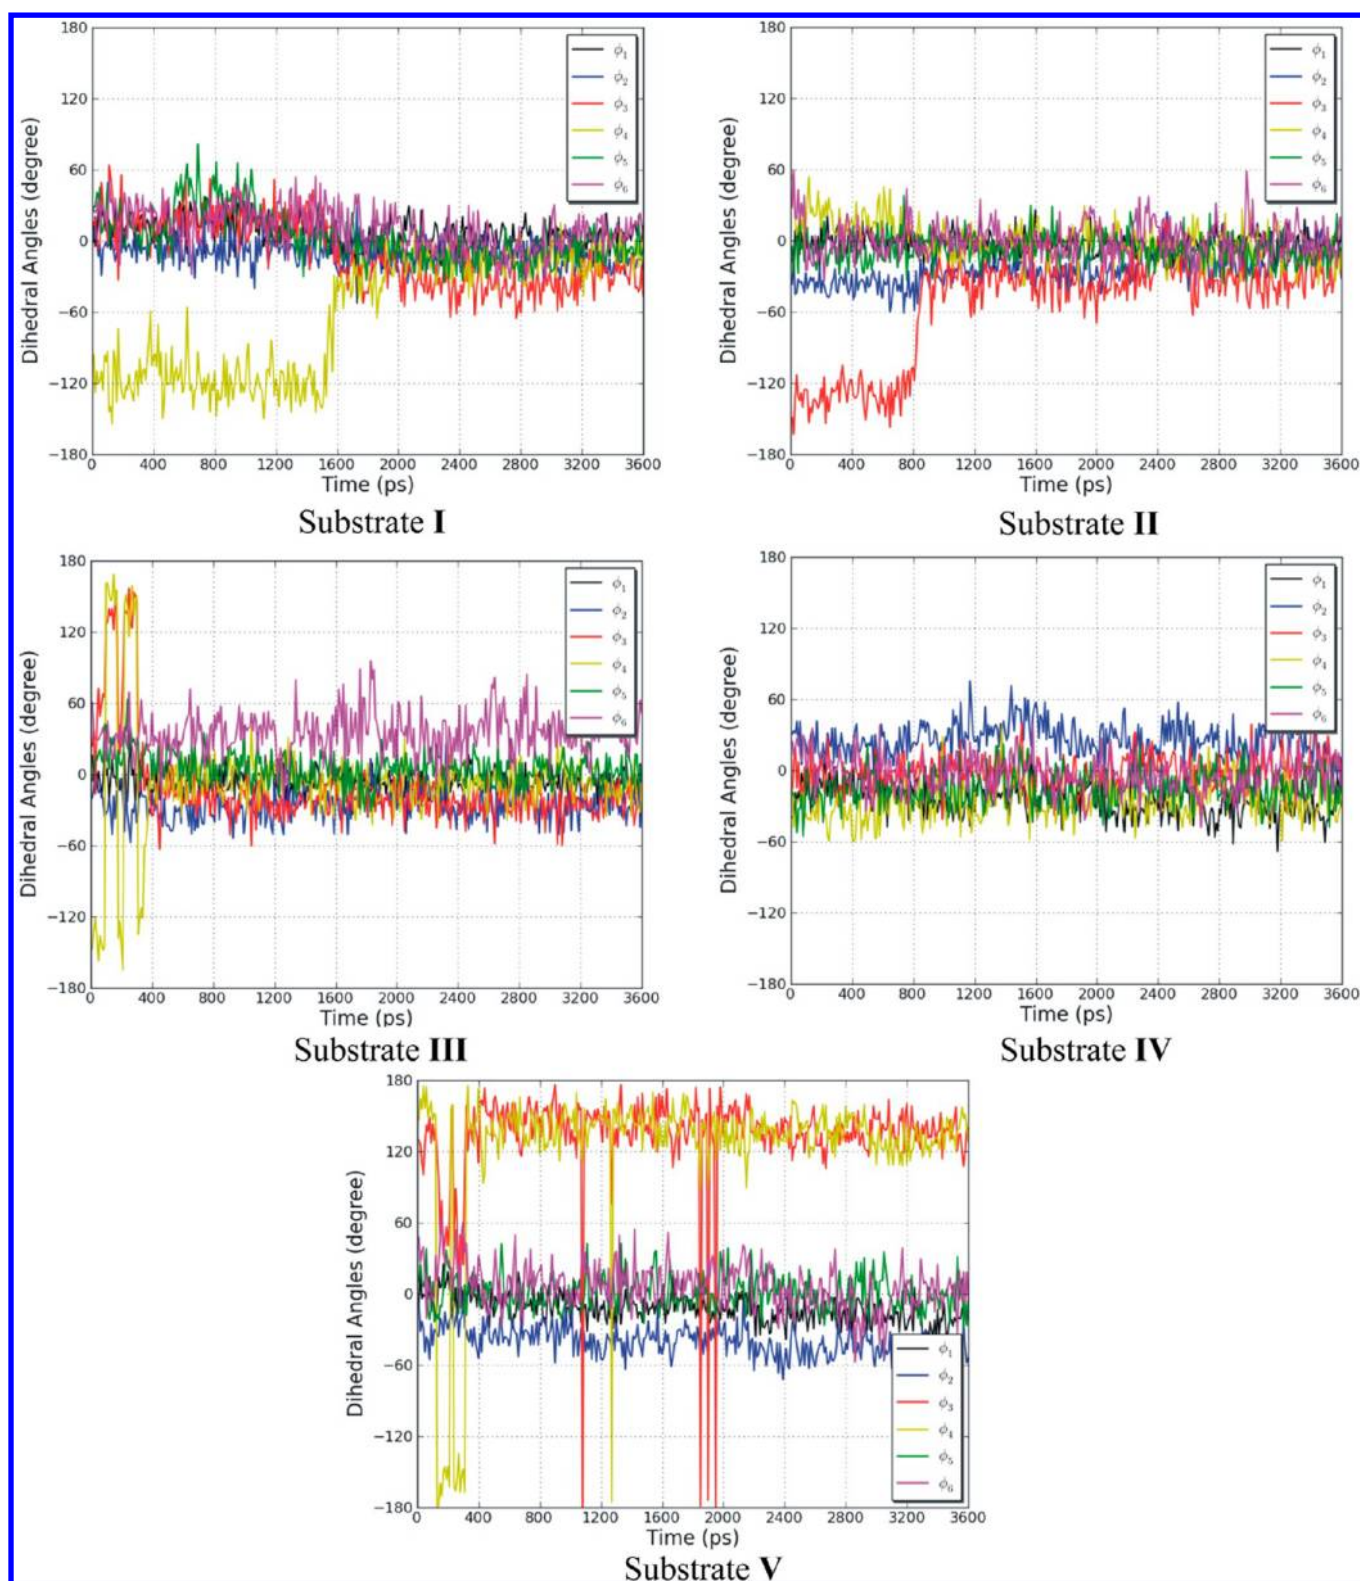 180
120
60
0
−60
−120
−180
Dihedral Angles (degree)
ϕ1
ϕ2
ϕ3
ϕ4
ϕ5
ϕ6
0 400 800 1200 1600 2000 2400 2800 3200 3600
Time (ps)
Substrate I
180
120
60
0
−60
−120
−180
Dihedral Angles (degree)
ϕ1
ϕ2
ϕ3
ϕ4
ϕ5
ϕ6
0 400 800 1200 1600 2000 2400 2800 3200 3600
Time (ps)
Substrate II
180
120
60
0
−60
−120
−180
Dihedral Angles (degree)
ϕ1
ϕ2
ϕ3
ϕ4
ϕ5
ϕ6
0 400 800 1200 1600 2000 2400 2800 3200 3600
Time (ps)
Substrate III
180
120
60
0
−60
−120
−180
Dihedral Angles (degree)
ϕ1
ϕ2
ϕ3
ϕ4
ϕ5
ϕ6
0 400 800 1200 1600 2000 2400 2800 3200 3600
Time (ps)
Substrate IV
180
120
60
0
−60
−120
−180
Dihedral Angles (degree)
ϕ1
ϕ2
ϕ3
ϕ4
ϕ5
ϕ6
0 400 800 1200 1600 2000 2400 2800 3200 3600
Time (ps)
Substrate V